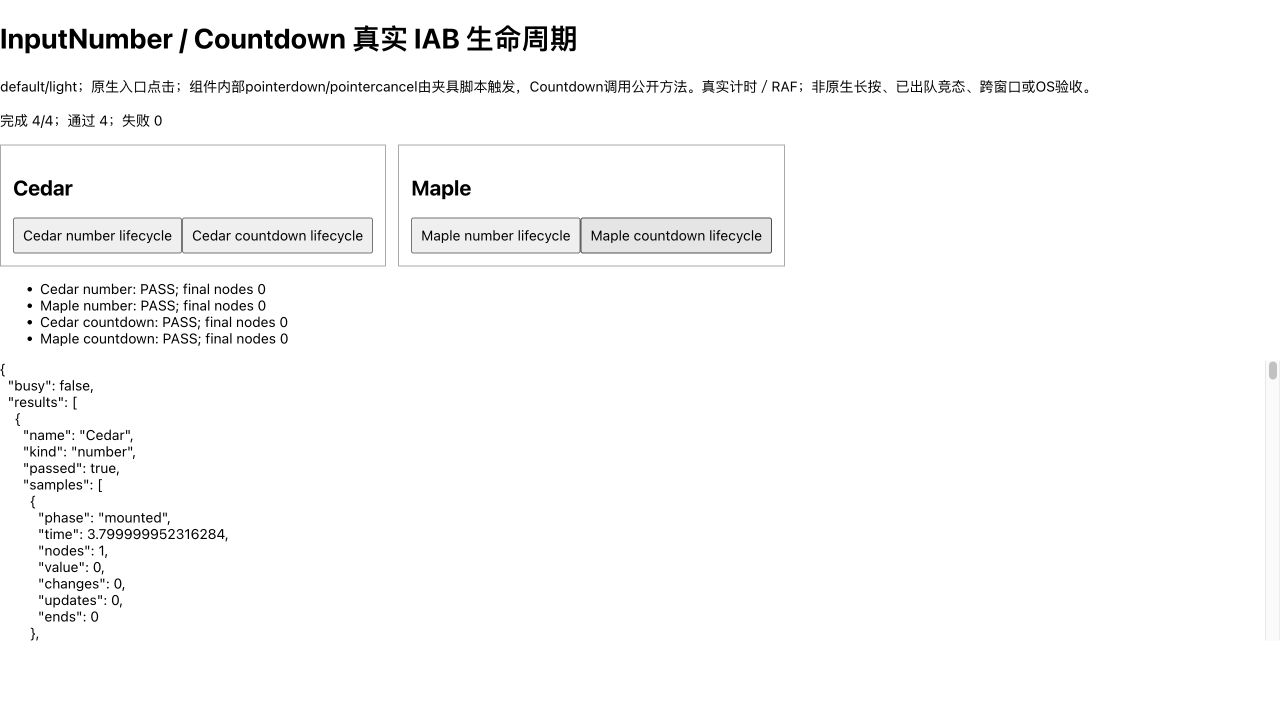 InputNumber / Countdown 真实 IAB 生命周期
default/light；原生入口点击；组件内部pointerdown/pointercancel由夹具脚本触发，Countdown调用公开方法。真实计时 / RAF；非原生长按、已出队竞态、跨窗口或OS验收。
完成 4/4；通过 4；失败 0
Cedar
Cedar number lifecycle
Cedar countdown lifecycle
Maple
Maple number lifecycle
Maple countdown lifecycle
• Cedar number: PASS; final nodes 0
• Maple number: PASS; final nodes 0
• Cedar countdown: PASS; final nodes 0
• Maple countdown: PASS; final nodes 0
{
"busy": false,
"results": [
{
"name": "Cedar",
"kind": "number",
"passed": true,
"samples": [
{
"phase": "mounted",
"time": 3.799999952316284,
"nodes": 1,
"value": 0,
"changes": 0,
"updates": 0,
"ends": 0
},